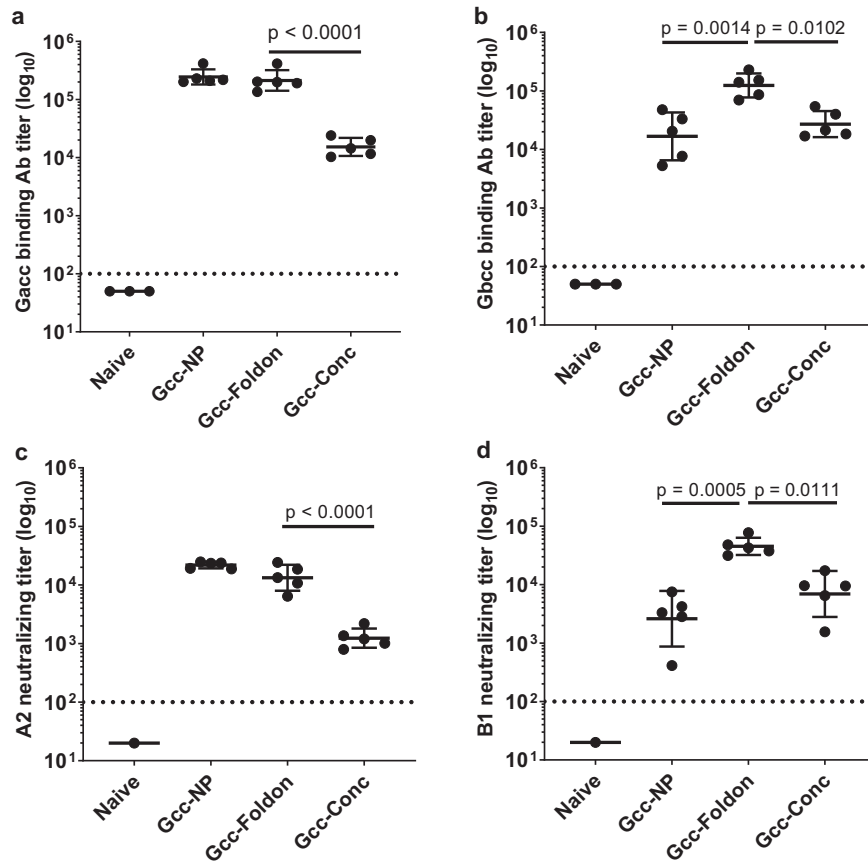 a
p < 0.0001
Gacc binding Ab titer (log₁₀)
10⁶
10⁵
10⁴
10³
10²
10¹
Naive
Gcc-NP
Gcc-Foldon
Gcc-Conc
b
p = 0.0014 p = 0.0102
Gbcc binding Ab titer (log₁₀)
10⁶
10⁵
10⁴
10³
10²
10¹
Naive
Gcc-NP
Gcc-Foldon
Gcc-Conc
c
p < 0.0001
A2 neutralizing titer (log₁₀)
10⁶
10⁵
10⁴
10³
10²
10¹
Naive
Gcc-NP
Gcc-Foldon
Gcc-Conc
d
p = 0.0005 p = 0.0111
B1 neutralizing titer (log₁₀)
10⁶
10⁵
10⁴
10³
10²
10¹
Naive
Gcc-NP
Gcc-Foldon
Gcc-Conc